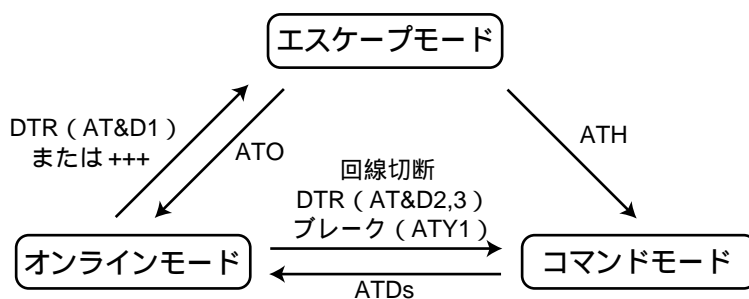 エスケープモード
DTR（AT&D1）
または +++
ATO
ATH
回線切断
DTR（AT&D2,3）
ブレーク（ATY1）
オンラインモード
コマンドモード
ATDs